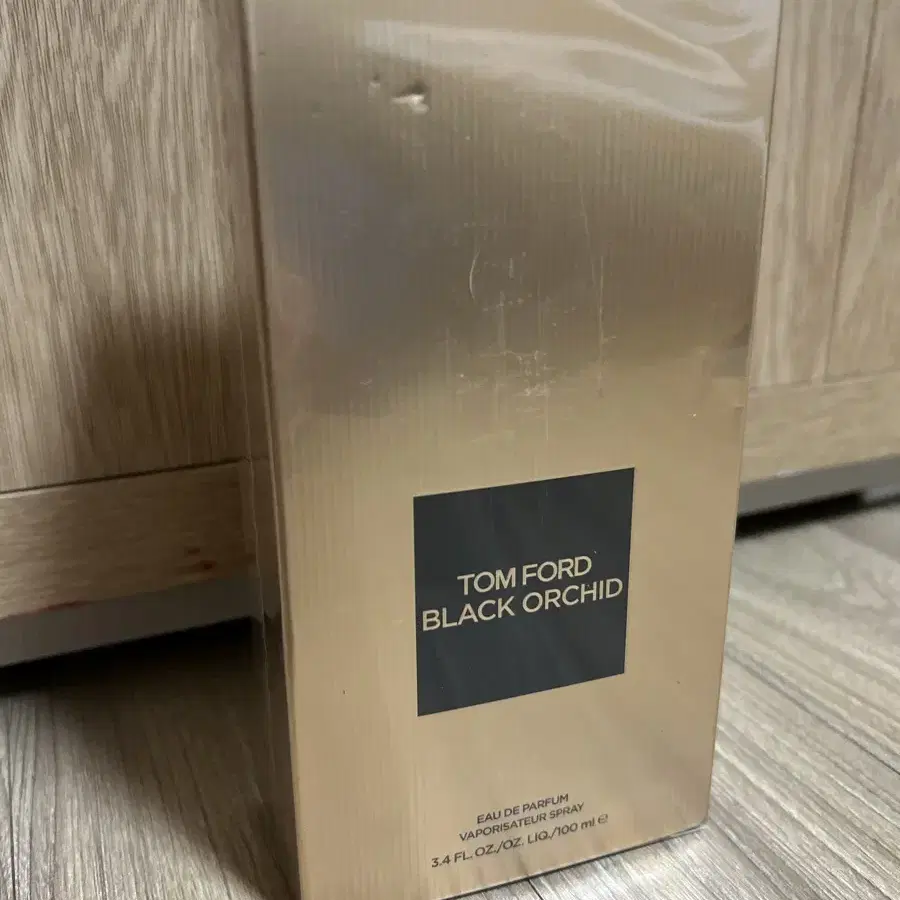 TOM FORD
BLACK ORCHID
EAU DE PARFUM
VAPORISATEUR SPRAY
3.4 FL. OZ./OZ. LIQ./100 ml ℮